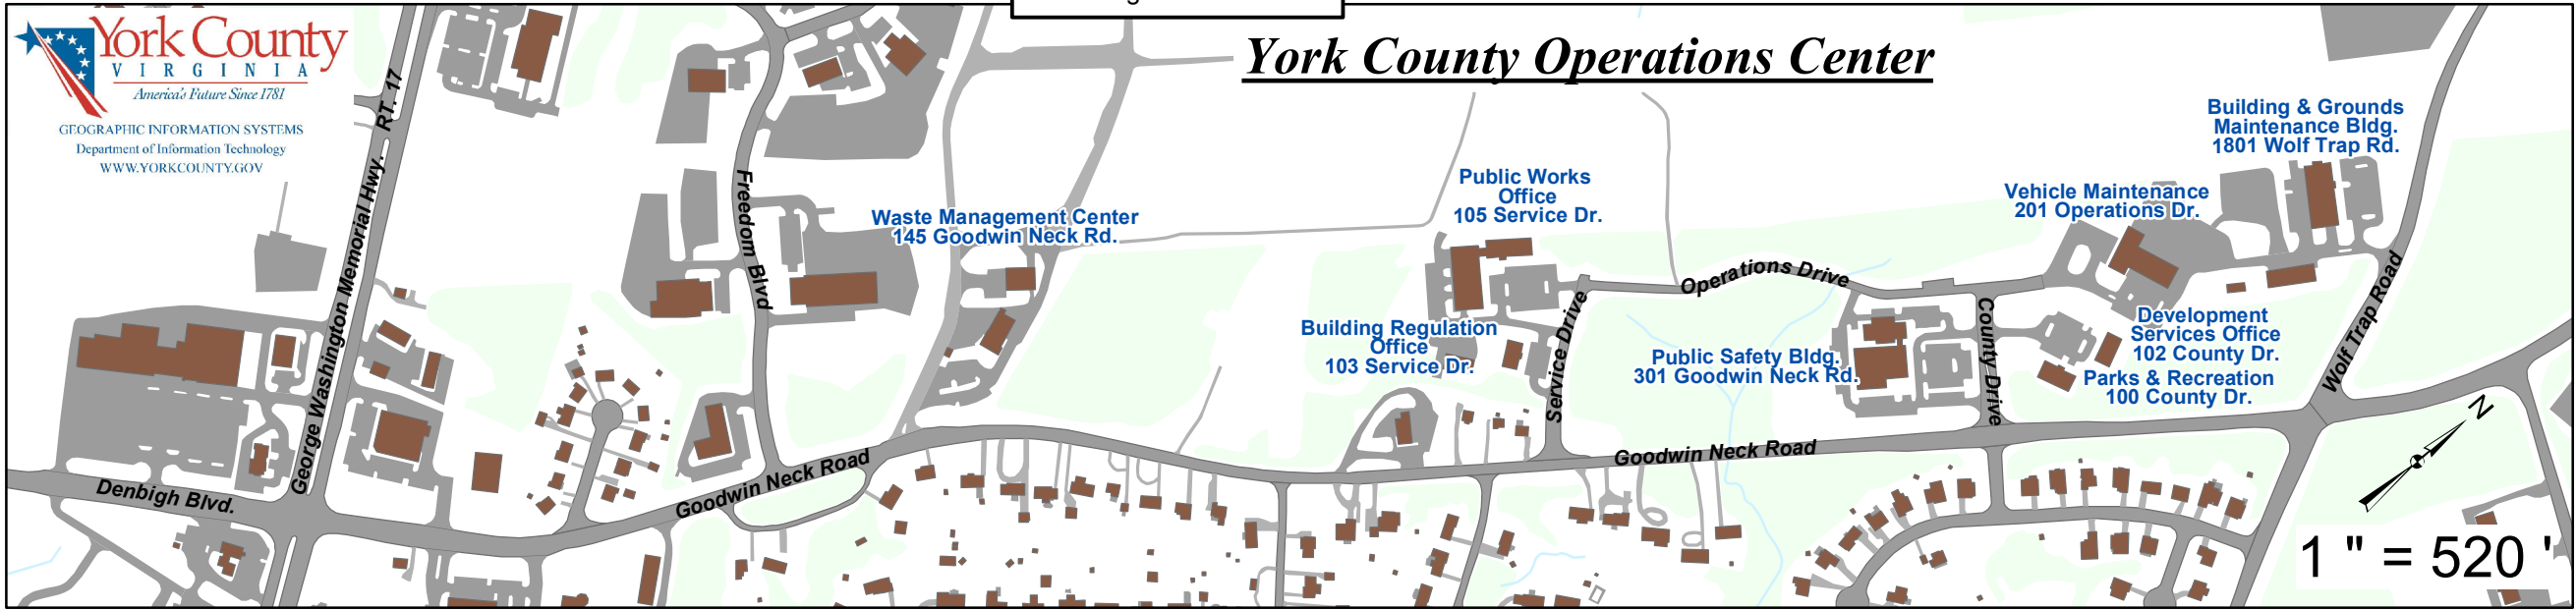 York County
VIRGINIA
America's Future Since 1781
GEOGRAPHIC INFORMATION SYSTEMS
Department of Information Technology
WWW.YORKCOUNTY.GOV
York County Operations Center
George Washington Memorial Hwy. RT. 17
Denbigh Blvd.
Freedom Blvd
Goodwin Neck Road
Waste Management Center
145 Goodwin Neck Rd.
Public Works
Office
105 Service Dr.
Building Regulation
Office
103 Service Dr.
Service Drive
Operations Drive
Public Safety Bldg.
301 Goodwin Neck Rd.
Goodwin Neck Road
County Drive
Vehicle Maintenance
201 Operations Dr.
Building & Grounds
Maintenance Bldg.
1801 Wolf Trap Rd.
Development
Services Office
102 County Dr.
Parks & Recreation
100 County Dr.
Wolf Trap Road
N
1 " = 520 '